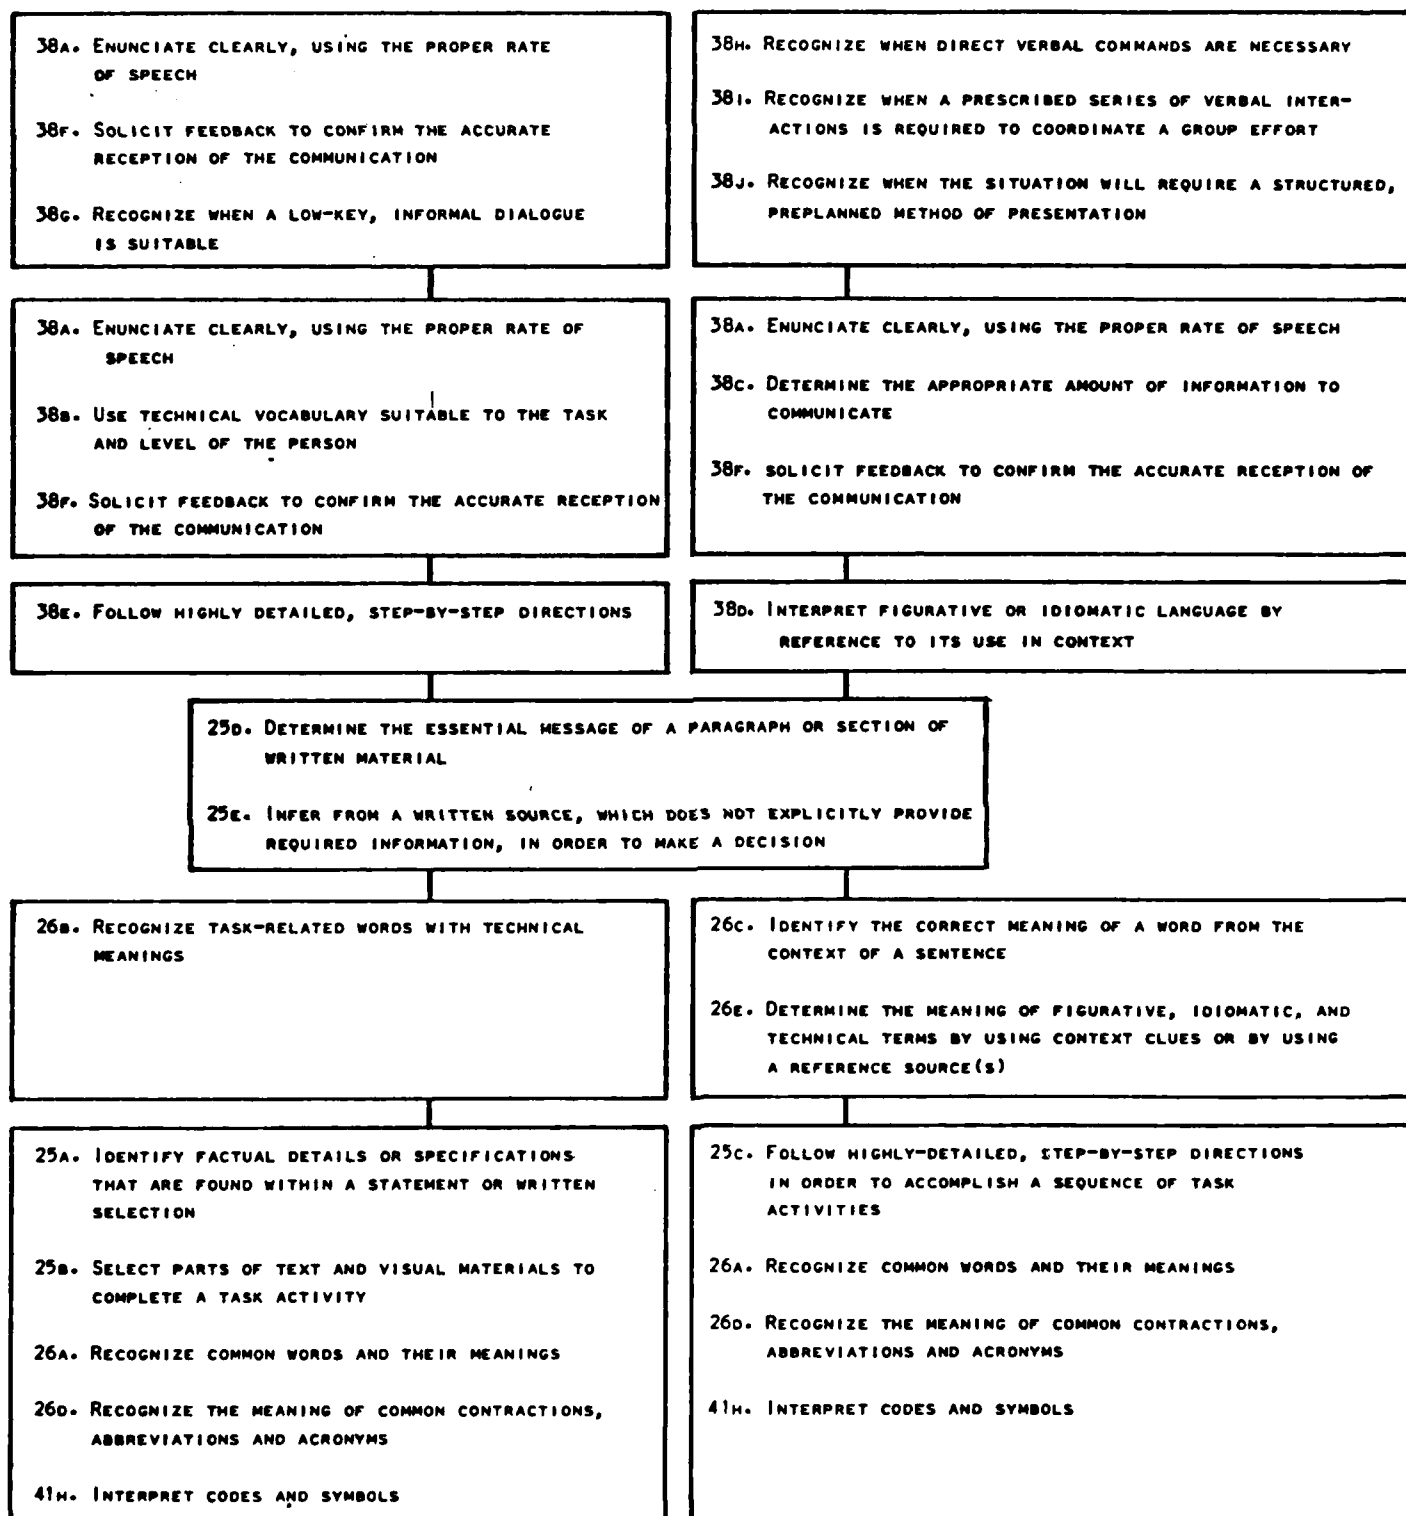 38A. ENUNCIATE CLEARLY, USING THE PROPER RATE
OF SPEECH
38F. SOLICIT FEEDBACK TO CONFIRM THE ACCURATE
RECEPTION OF THE COMMUNICATION
38G. RECOGNIZE WHEN A LOW-KEY, INFORMAL DIALOGUE
IS SUITABLE
38H. RECOGNIZE WHEN DIRECT VERBAL COMMANDS ARE NECESSARY
38I. RECOGNIZE WHEN A PRESCRIBED SERIES OF VERBAL INTER-
ACTIONS IS REQUIRED TO COORDINATE A GROUP EFFORT
38J. RECOGNIZE WHEN THE SITUATION WILL REQUIRE A STRUCTURED,
PREPLANNED METHOD OF PRESENTATION
38A. ENUNCIATE CLEARLY, USING THE PROPER RATE OF
SPEECH
38B. USE TECHNICAL VOCABULARY SUITABLE TO THE TASK
AND LEVEL OF THE PERSON
38F. SOLICIT FEEDBACK TO CONFIRM THE ACCURATE RECEPTION
OF THE COMMUNICATION
38A. ENUNCIATE CLEARLY, USING THE PROPER RATE OF SPEECH
38C. DETERMINE THE APPROPRIATE AMOUNT OF INFORMATION TO
COMMUNICATE
38F. SOLICIT FEEDBACK TO CONFIRM THE ACCURATE RECEPTION OF
THE COMMUNICATION
38E. FOLLOW HIGHLY DETAILED, STEP-BY-STEP DIRECTIONS
38D. INTERPRET FIGURATIVE OR IDIOMATIC LANGUAGE BY
REFERENCE TO ITS USE IN CONTEXT
25D. DETERMINE THE ESSENTIAL MESSAGE OF A PARAGRAPH OR SECTION OF
WRITTEN MATERIAL
25E. INFER FROM A WRITTEN SOURCE, WHICH DOES NOT EXPLICITLY PROVIDE
REQUIRED INFORMATION, IN ORDER TO MAKE A DECISION
26B. RECOGNIZE TASK-RELATED WORDS WITH TECHNICAL
MEANINGS
26C. IDENTIFY THE CORRECT MEANING OF A WORD FROM THE
CONTEXT OF A SENTENCE
26E. DETERMINE THE MEANING OF FIGURATIVE, IDIOMATIC, AND
TECHNICAL TERMS BY USING CONTEXT CLUES OR BY USING
A REFERENCE SOURCE(S)
25A. IDENTIFY FACTUAL DETAILS OR SPECIFICATIONS
THAT ARE FOUND WITHIN A STATEMENT OR WRITTEN
SELECTION
25B. SELECT PARTS OF TEXT AND VISUAL MATERIALS TO
COMPLETE A TASK ACTIVITY
26A. RECOGNIZE COMMON WORDS AND THEIR MEANINGS
26D. RECOGNIZE THE MEANING OF COMMON CONTRACTIONS,
ABBREVIATIONS AND ACRONYMS
41H. INTERPRET CODES AND SYMBOLS
25C. FOLLOW HIGHLY-DETAILED, STEP-BY-STEP DIRECTIONS
IN ORDER TO ACCOMPLISH A SEQUENCE OF TASK
ACTIVITIES
26A. RECOGNIZE COMMON WORDS AND THEIR MEANINGS
26D. RECOGNIZE THE MEANING OF COMMON CONTRACTIONS,
ABBREVIATIONS AND ACRONYMS
41H. INTERPRET CODES AND SYMBOLS